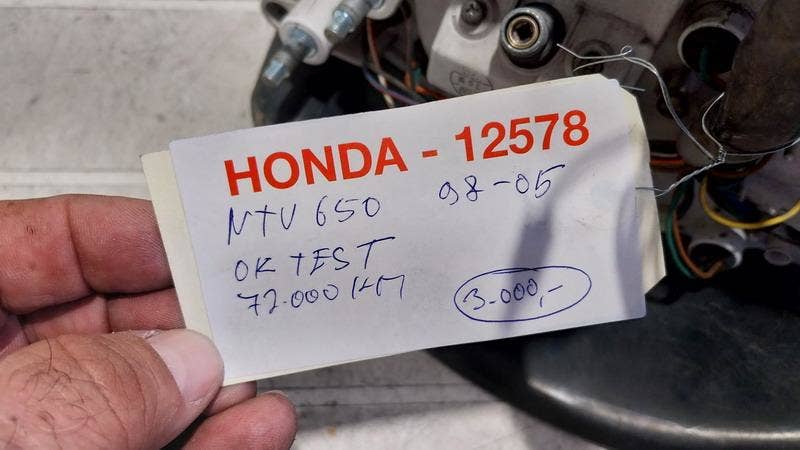 HONDA - 12578
NTV 650 98-05
OK TEST
72.000 KM 3.000,-